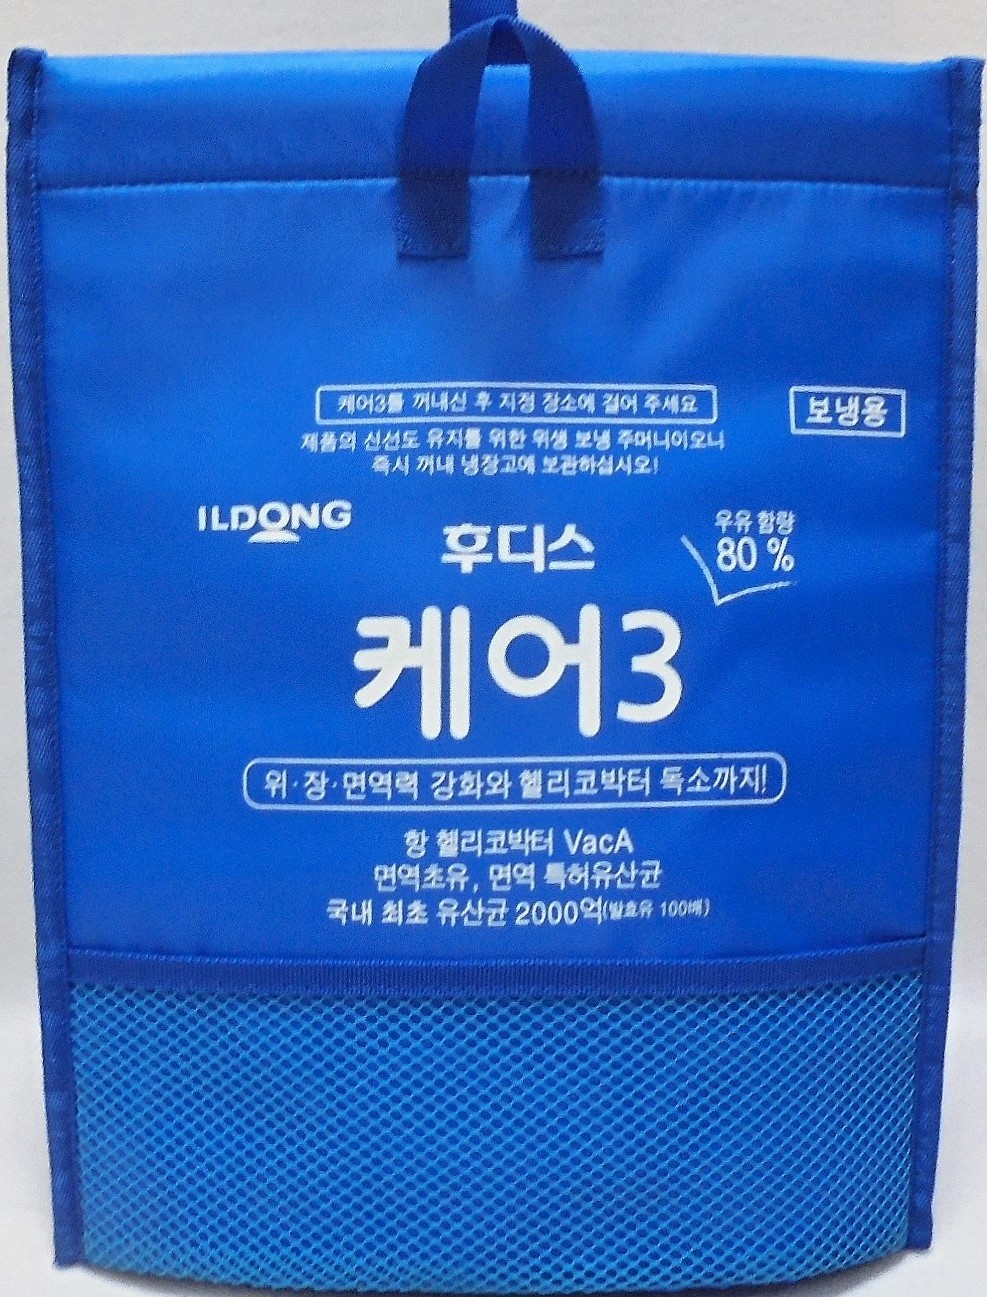 케어3를 꺼내신 후 지정 장소에 걸어 주세요
보냉용
제품의 신선도 유지를 위한 위생 보냉 주머니이오니
즉시 꺼내 냉장고에 보관하십시오!
ILDONG
후디스
우유 함량
80 %
케어3
위·장·면역력 강화와 헬리코박터 독소까지!
항 헬리코박터 VacA
면역초유, 면역 특허유산균
국내 최초 유산균 2000억(발효유 100배)